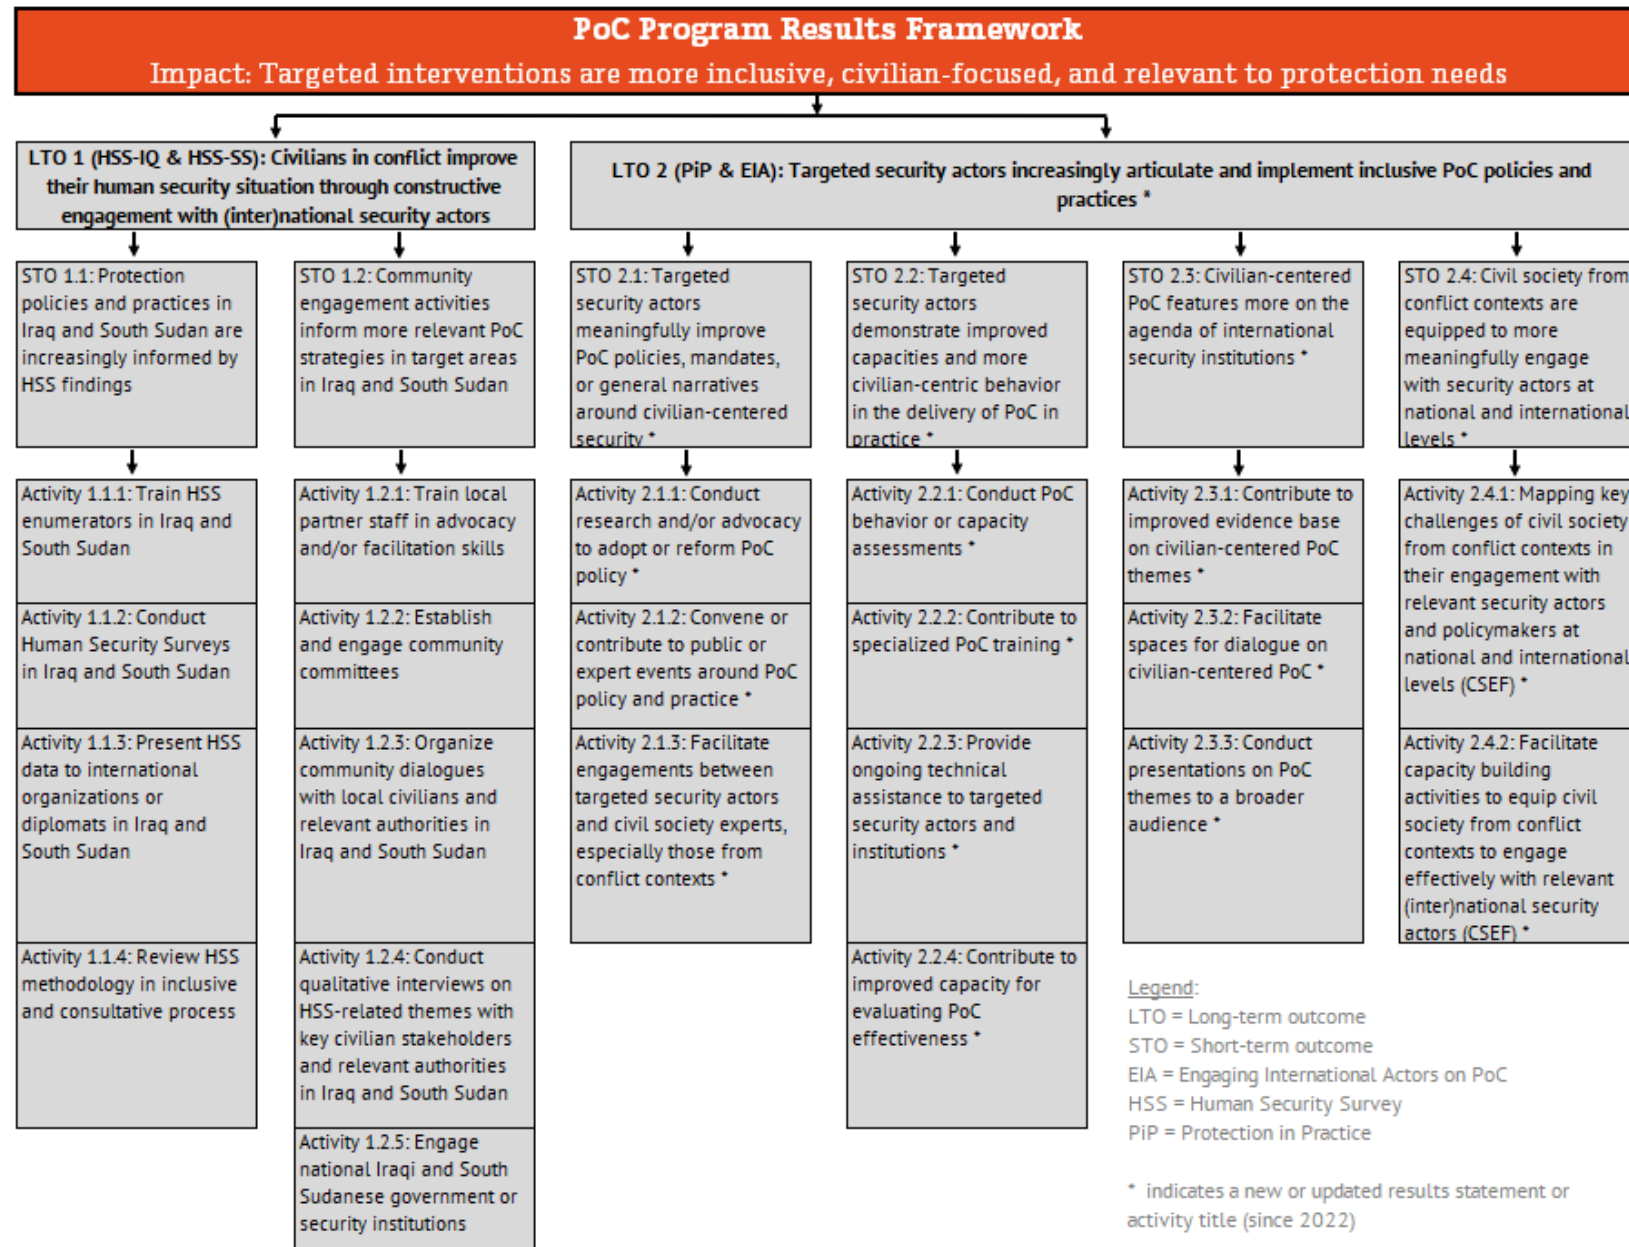 PoC Program Results Framework
Impact: Targeted interventions are more inclusive, civilian-focused, and relevant to protection needs
LTO 1 (HSS-IQ & HSS-SS): Civilians in conflict improve
their human security situation through constructive
engagement with (inter)national security actors
LTO 2 (PiP & EIA): Targeted security actors increasingly articulate and implement inclusive PoC policies and
practices *
STO 1.1: Protection
policies and practices in
Iraq and South Sudan are
increasingly informed by
HSS findings
STO 1.2: Community
engagement activities
inform more relevant PoC
strategies in target areas
in Iraq and South Sudan
STO 2.1: Targeted
security actors
meaningfully improve
PoC policies, mandates,
or general narratives
around civilian-centered
security *
STO 2.2: Targeted
security actors
demonstrate improved
capacities and more
civilian-centric behavior
in the delivery of PoC in
practice *
STO 2.3: Civilian-centered
PoC features more on the
agenda of international
security institutions *
STO 2.4: Civil society from
conflict contexts are
equipped to more
meaningfully engage
with security actors at
national and international
levels *
Activity 1.1.1: Train HSS
enumerators in Iraq and
South Sudan
Activity 1.1.2: Conduct
Human Security Surveys
in Iraq and South Sudan
Activity 1.1.3: Present HSS
data to international
organizations or
diplomats in Iraq and
South Sudan
Activity 1.1.4: Review HSS
methodology in inclusive
and consultative process
Activity 1.2.1: Train local
partner staff in advocacy
and/or facilitation skills
Activity 1.2.2: Establish
and engage community
committees
Activity 1.2.3: Organize
community dialogues
with local civilians and
relevant authorities in
Iraq and South Sudan
Activity 1.2.4: Conduct
qualitative interviews on
HSS-related themes with
key civilian stakeholders
and relevant authorities
in Iraq and South Sudan
Activity 1.2.5: Engage
national Iraqi and South
Sudanese government or
security institutions
Activity 2.1.1: Conduct
research and/or advocacy
to adopt or reform PoC
policy *
Activity 2.1.2: Convene or
contribute to public or
expert events around PoC
policy and practice *
Activity 2.1.3: Facilitate
engagements between
targeted security actors
and civil society experts,
especially those from
conflict contexts *
Activity 2.2.1: Conduct PoC
behavior or capacity
assessments *
Activity 2.2.2: Contribute to
specialized PoC training *
Activity 2.2.3: Provide
ongoing technical
assistance to targeted
security actors and
institutions *
Activity 2.2.4: Contribute to
improved capacity for
evaluating PoC
effectiveness *
Activity 2.3.1: Contribute to
improved evidence base
on civilian-centered PoC
themes *
Activity 2.3.2: Facilitate
spaces for dialogue on
civilian-centered PoC *
Activity 2.3.3: Conduct
presentations on PoC
themes to a broader
audience *
Activity 2.4.1: Mapping key
challenges of civil society
from conflict contexts in
their engagement with
relevant security actors
and policymakers at
national and international
levels (CSEF) *
Activity 2.4.2: Facilitate
capacity building
activities to equip civil
society from conflict
contexts to engage
effectively with relevant
(inter)national security
actors (CSEF) *
Legend:
LTO = Long-term outcome
STO = Short-term outcome
EIA = Engaging International Actors on PoC
HSS = Human Security Survey
PiP = Protection in Practice
* indicates a new or updated results statement or
activity title (since 2022)